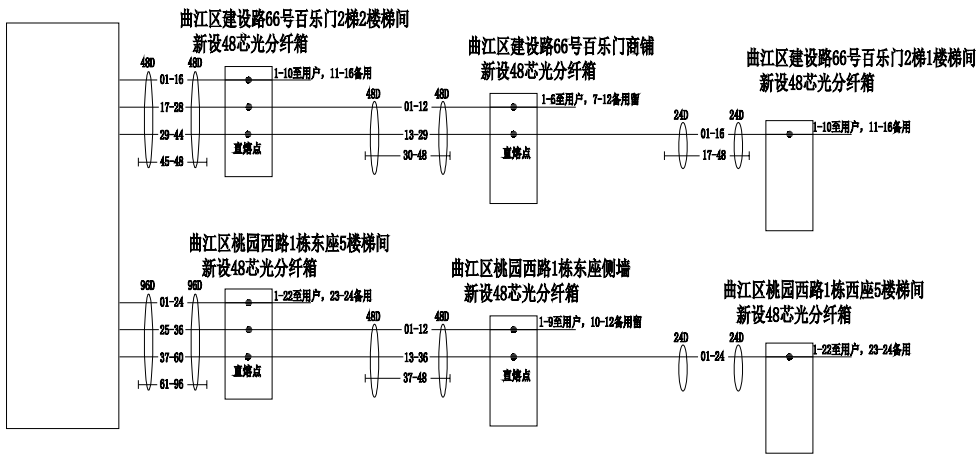 曲江区建设路66号百乐门2梯2楼梯间
新设48芯光分纤箱
48D
48D
01-16
17-28
29-44
45-48
1-10至用户，11-16备用
直熔点
曲江区建设路66号百乐门商铺
新设48芯光分纤箱
48D
48D
01-12
13-29
30-48
1-6至用户，7-12备用留
直熔点
曲江区建设路66号百乐门2梯1楼梯间
新设48芯光分纤箱
24D
24D
01-16
17-48
1-10至用户，11-16备用
曲江区桃园西路1栋东座5楼梯间
新设48芯光分纤箱
96D
96D
01-24
25-36
37-60
61-96
1-22至用户，23-24备用
直熔点
曲江区桃园西路1栋东座侧墙
新设48芯光分纤箱
48D
48D
01-12
13-36
37-48
1-9至用户，10-12备用留
直熔点
曲江区桃园西路1栋西座5楼梯间
新设48芯光分纤箱
24D
24D
01-24
1-22至用户，23-24备用